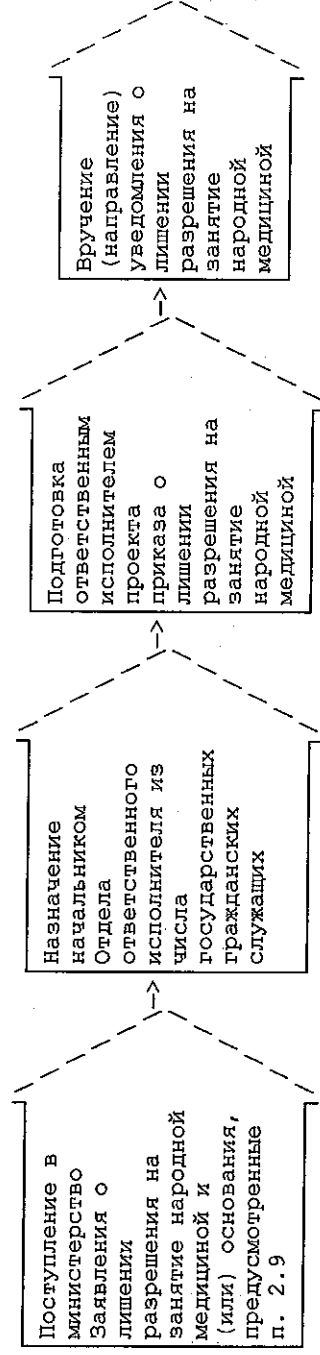 Поступление в
министерство
Заявления о
лишении
разрешения на
занятие народной
медициной и
(или) основания,
предусмотренные
п. 2.9
-->
Назначение
начальником
Отдела
ответственного
исполнителя из
числа
государственных
гражданских
служащих
-->
Подготовка
ответственным
исполнителем
проекта
приказа о
лишении
разрешения на
занятие
народной
медициной
-->
Вручение
(направление)
уведомления о
лишении
разрешения на
занятие
народной
медициной